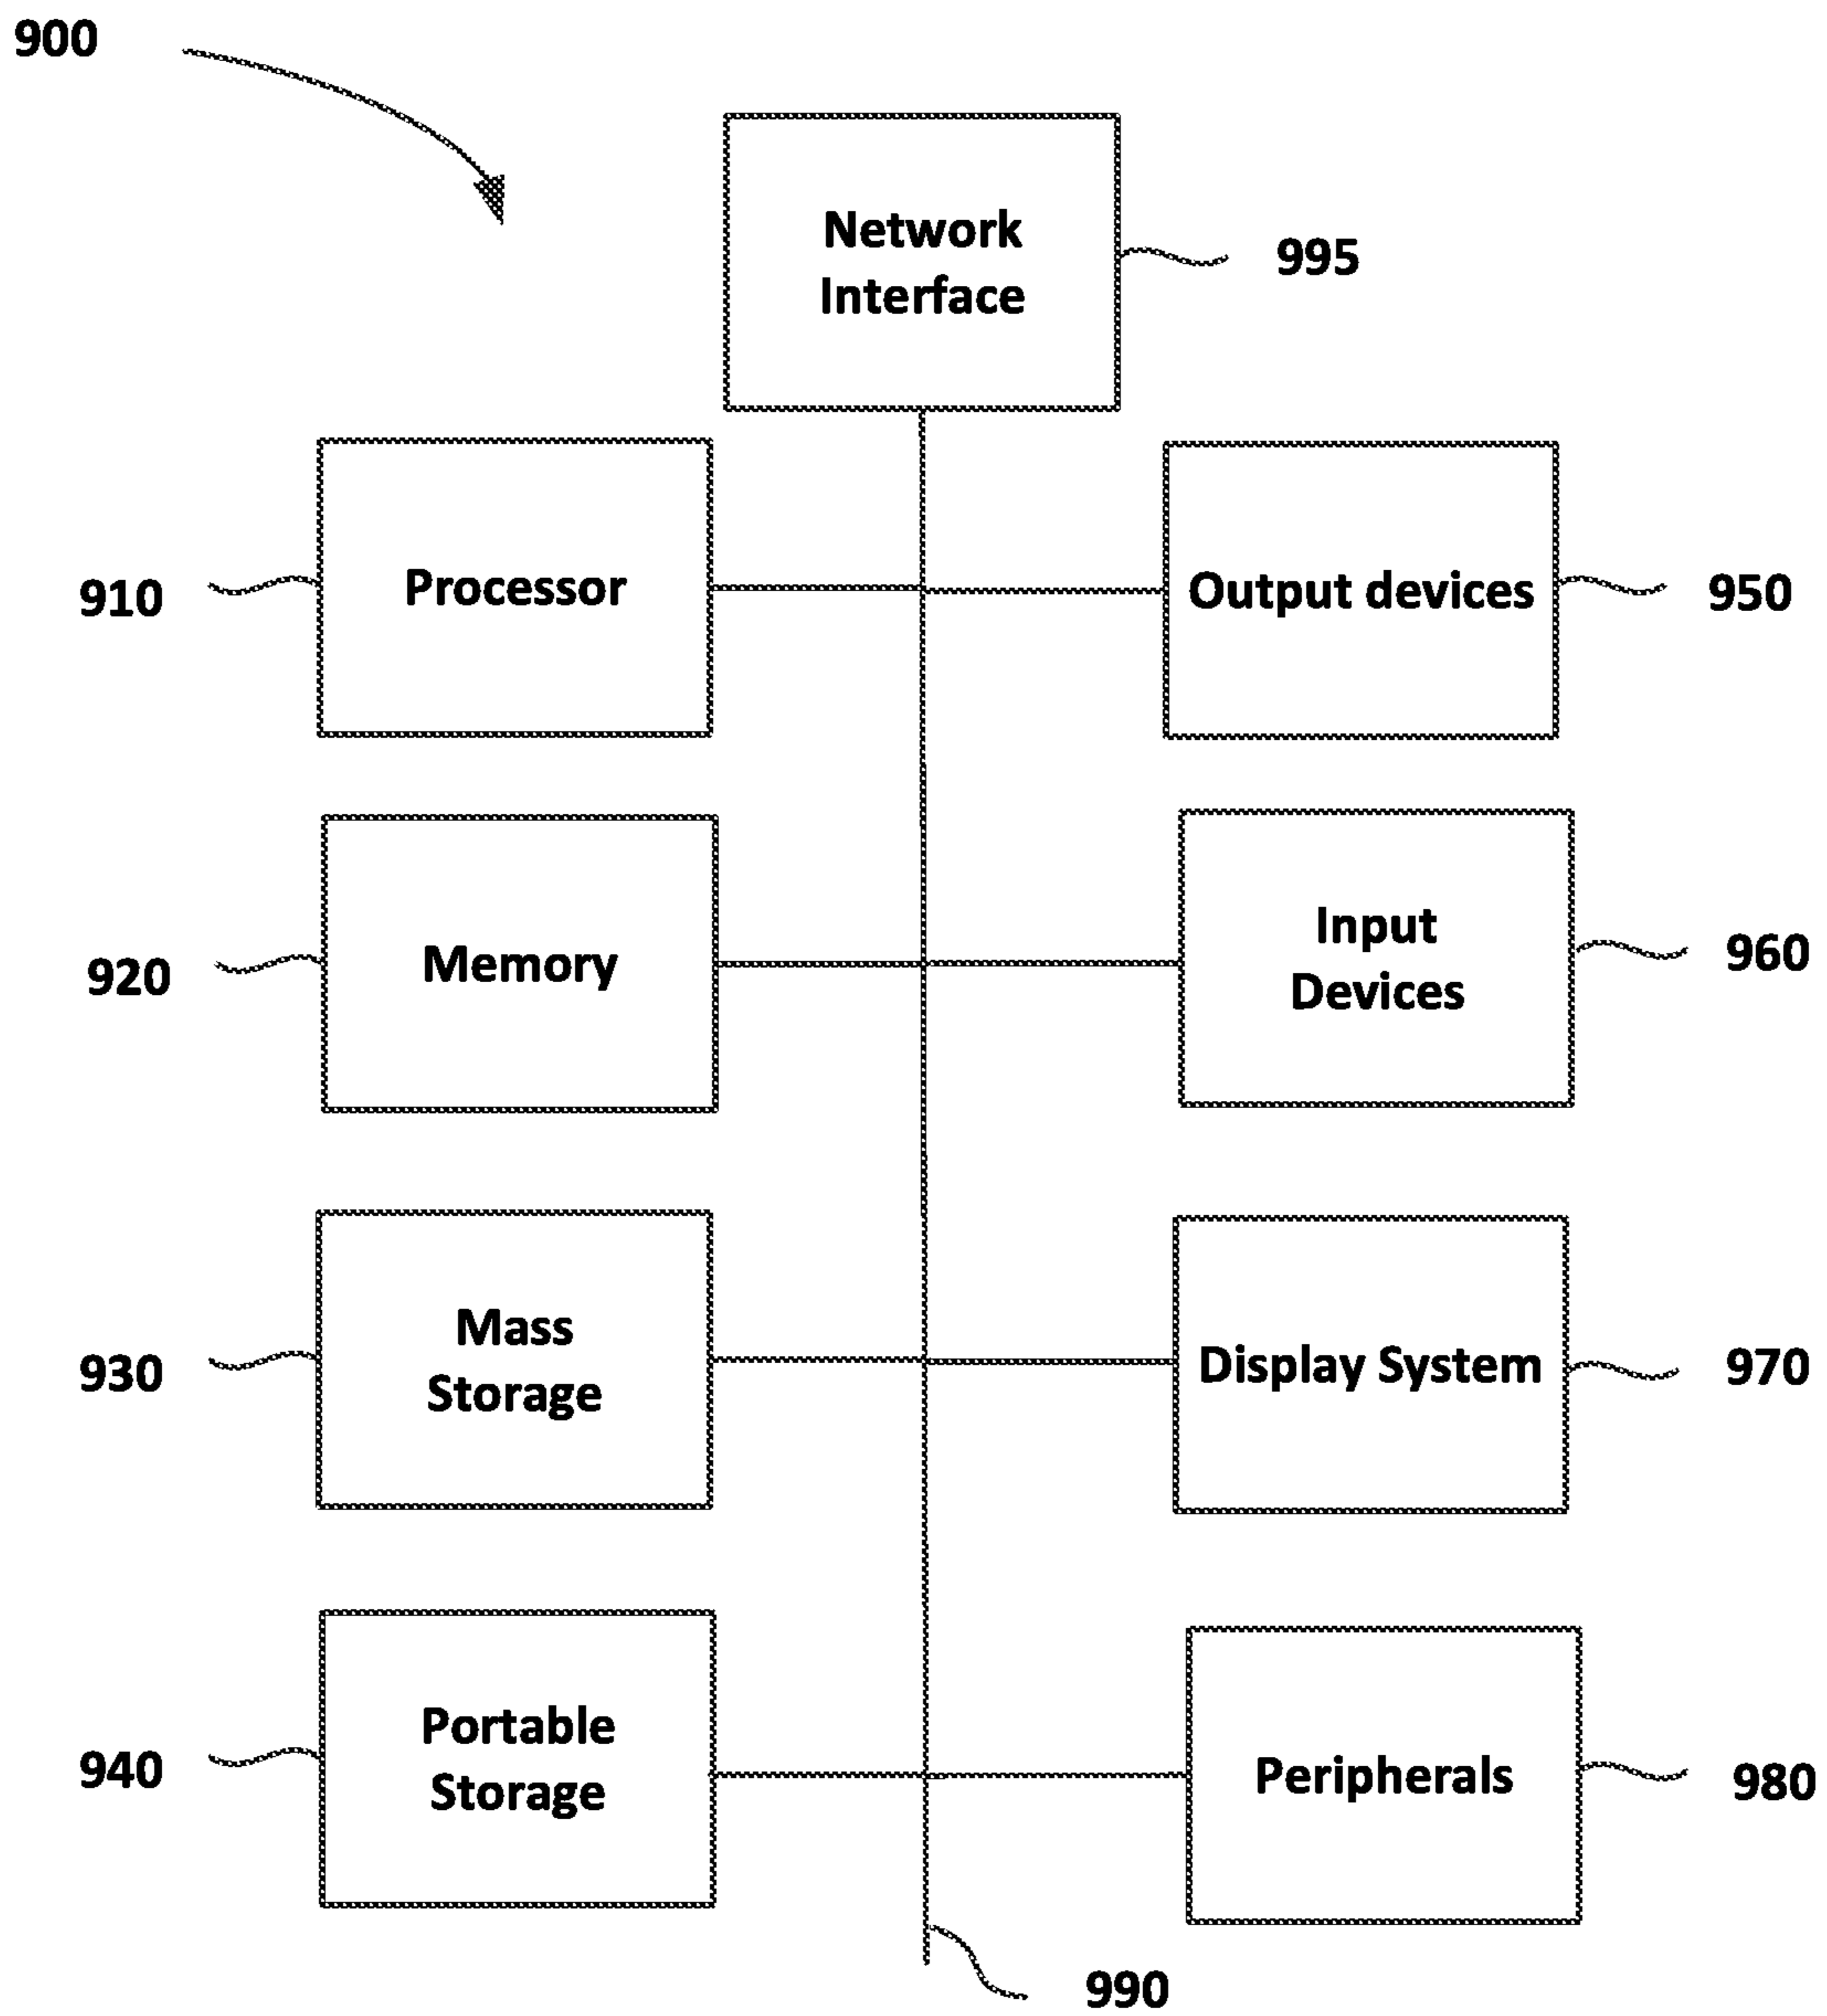 900
Network
Interface
995
910
Processor
Output devices
950
920
Memory
Input
Devices
960
930
Mass
Storage
Display System
970
940
Portable
Storage
Peripherals
980
990